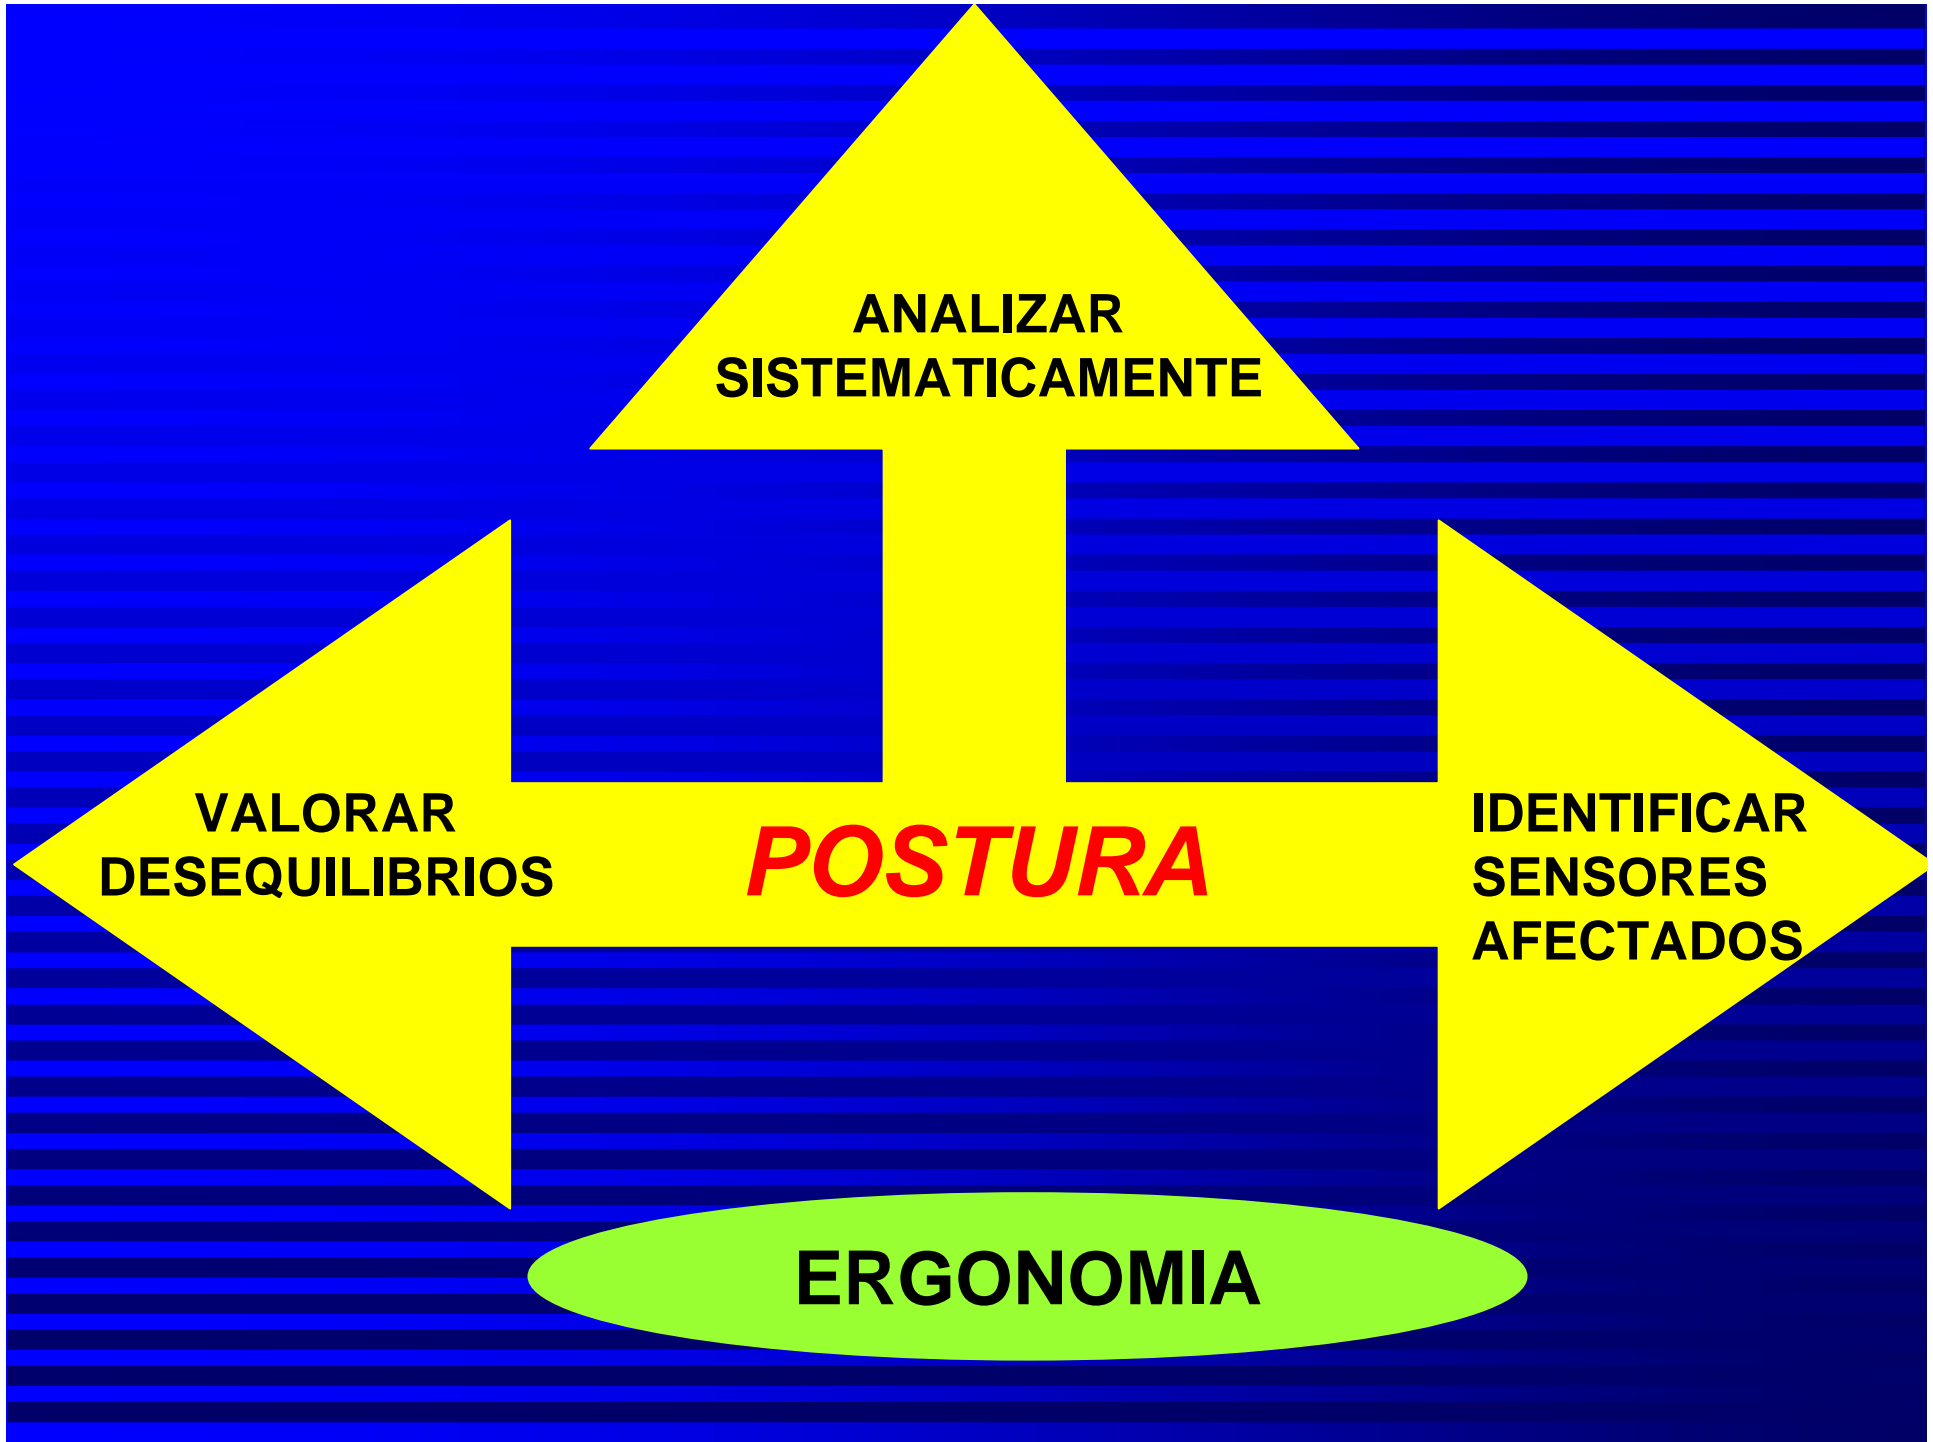 ANALIZAR
SISTEMATICAMENTE
VALORAR
DESEQUILIBRIOS
POSTURA
IDENTIFICAR
SENSORES
AFECTADOS
ERGONOMIA